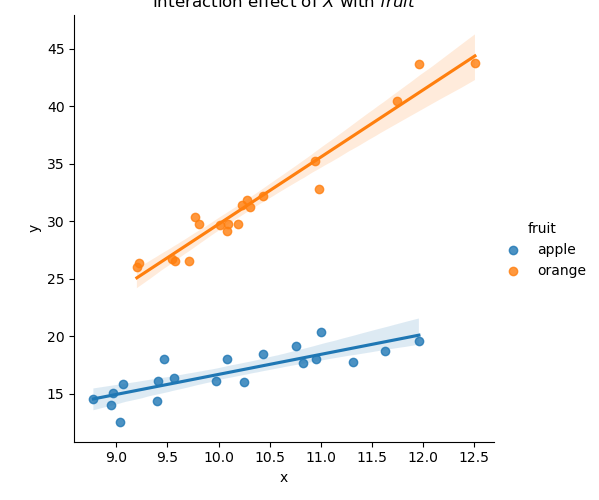 Interaction effect of X with fruit
y
45
40
35
30
25
20
15
9.0 9.5 10.0 10.5 11.0 11.5 12.0 12.5
x
fruit
apple
orange